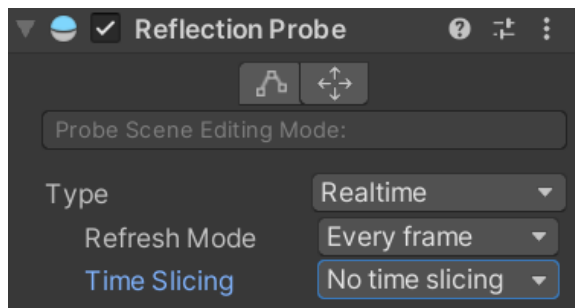 Reflection Probe
Probe Scene Editing Mode:
Type Realtime
Refresh Mode Every frame
Time Slicing No time slicing